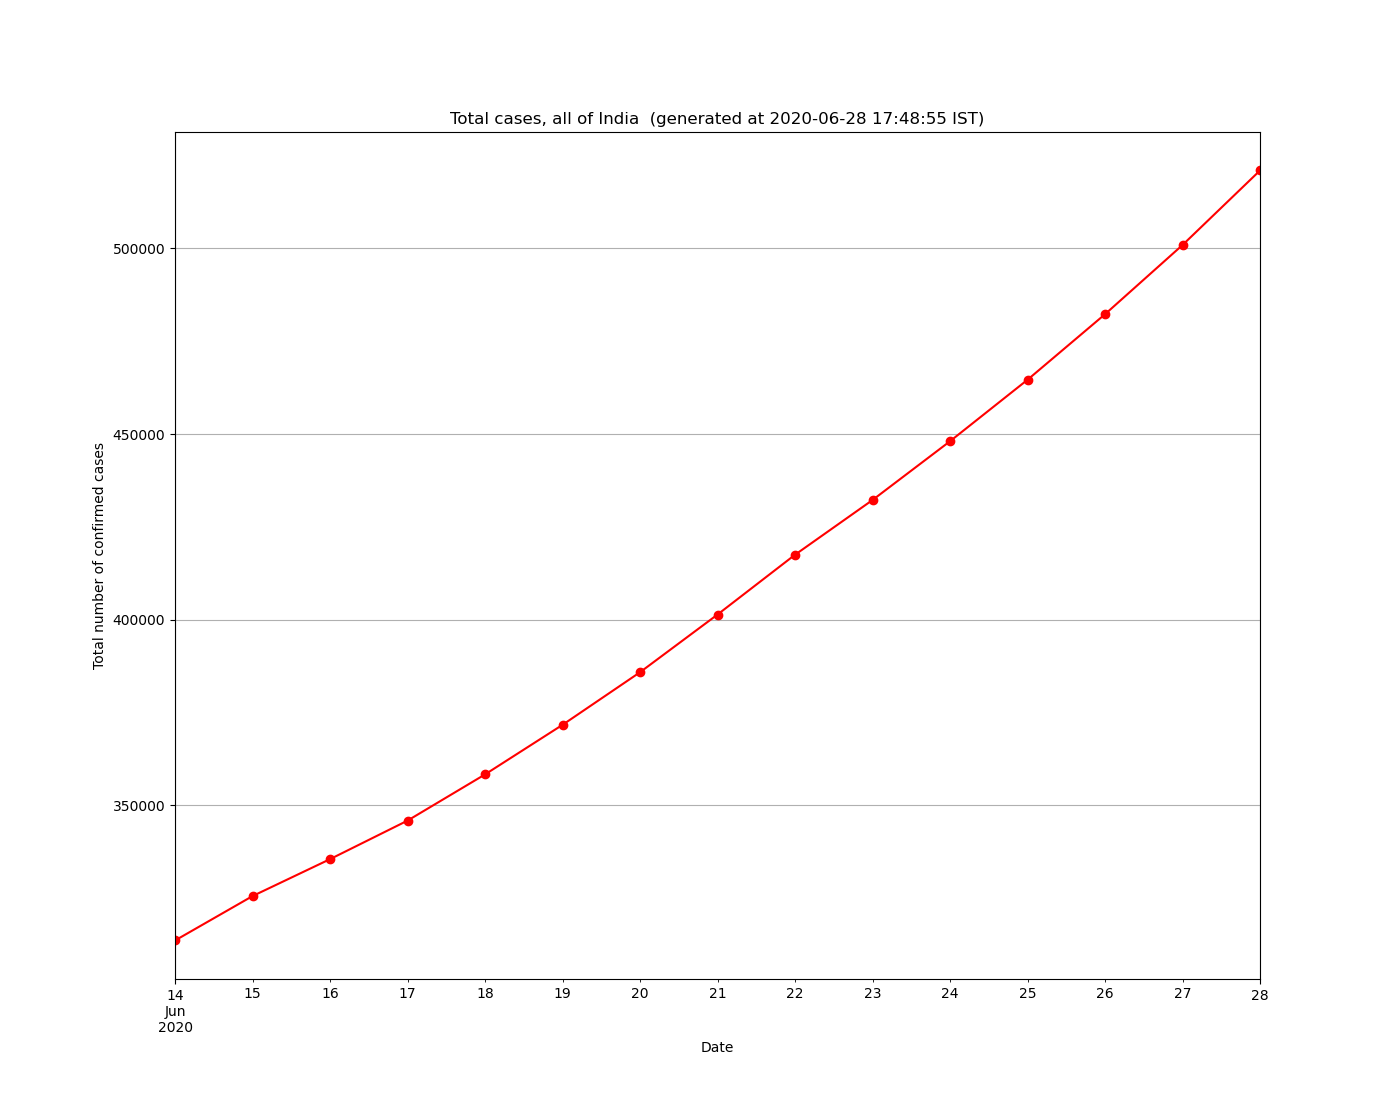 Total cases, all of India  (generated at 2020-06-28 17:48:55 IST)
500000
450000
400000
350000
Total number of confirmed cases
14 15 16 17 18 19 20 21 22 23 24 25 26 27 28
Jun
2020
Date